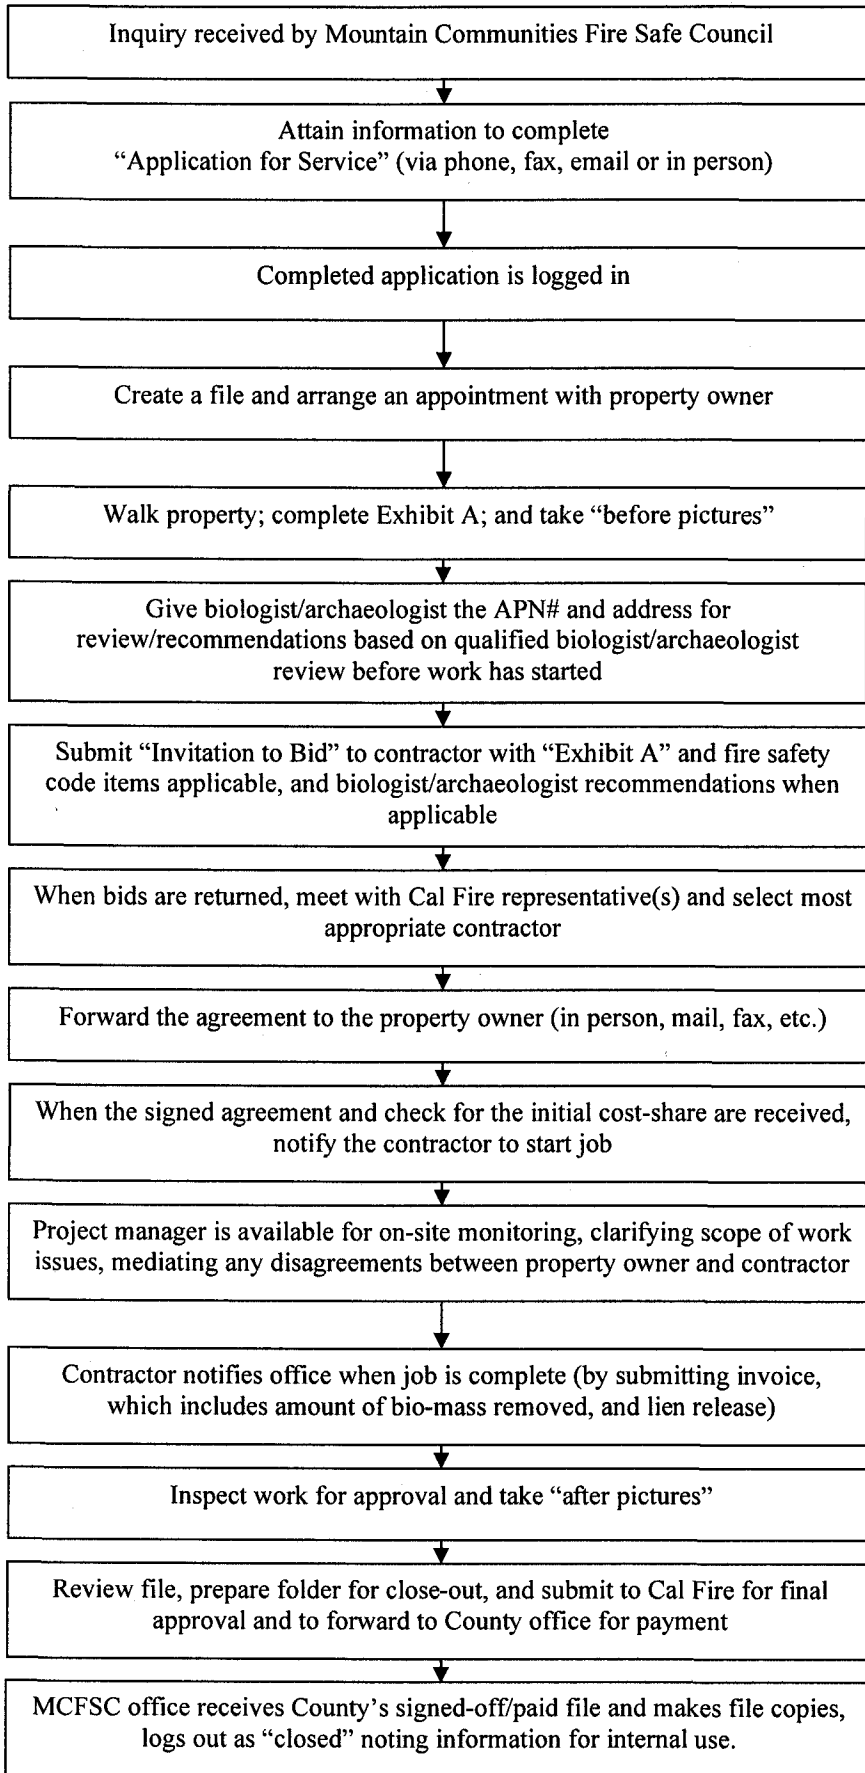 Inquiry received by Mountain Communities Fire Safe Council
Attain information to complete
“Application for Service” (via phone, fax, email or in person)
Completed application is logged in
Create a file and arrange an appointment with property owner
Walk property; complete Exhibit A; and take “before pictures”
Give biologist/archaeologist the APN# and address for
review/recommendations based on qualified biologist/archaeologist
review before work has started
Submit “Invitation to Bid” to contractor with “Exhibit A” and fire safety
code items applicable, and biologist/archaeologist recommendations when
applicable
When bids are returned, meet with Cal Fire representative(s) and select most
appropriate contractor
Forward the agreement to the property owner (in person, mail, fax, etc.)
When the signed agreement and check for the initial cost-share are received,
notify the contractor to start job
Project manager is available for on-site monitoring, clarifying scope of work
issues, mediating any disagreements between property owner and contractor
Contractor notifies office when job is complete (by submitting invoice,
which includes amount of bio-mass removed, and lien release)
Inspect work for approval and take “after pictures”
Review file, prepare folder for close-out, and submit to Cal Fire for final
approval and to forward to County office for payment
MCFSC office receives County’s signed-off/paid file and makes file copies,
logs out as “closed” noting information for internal use.